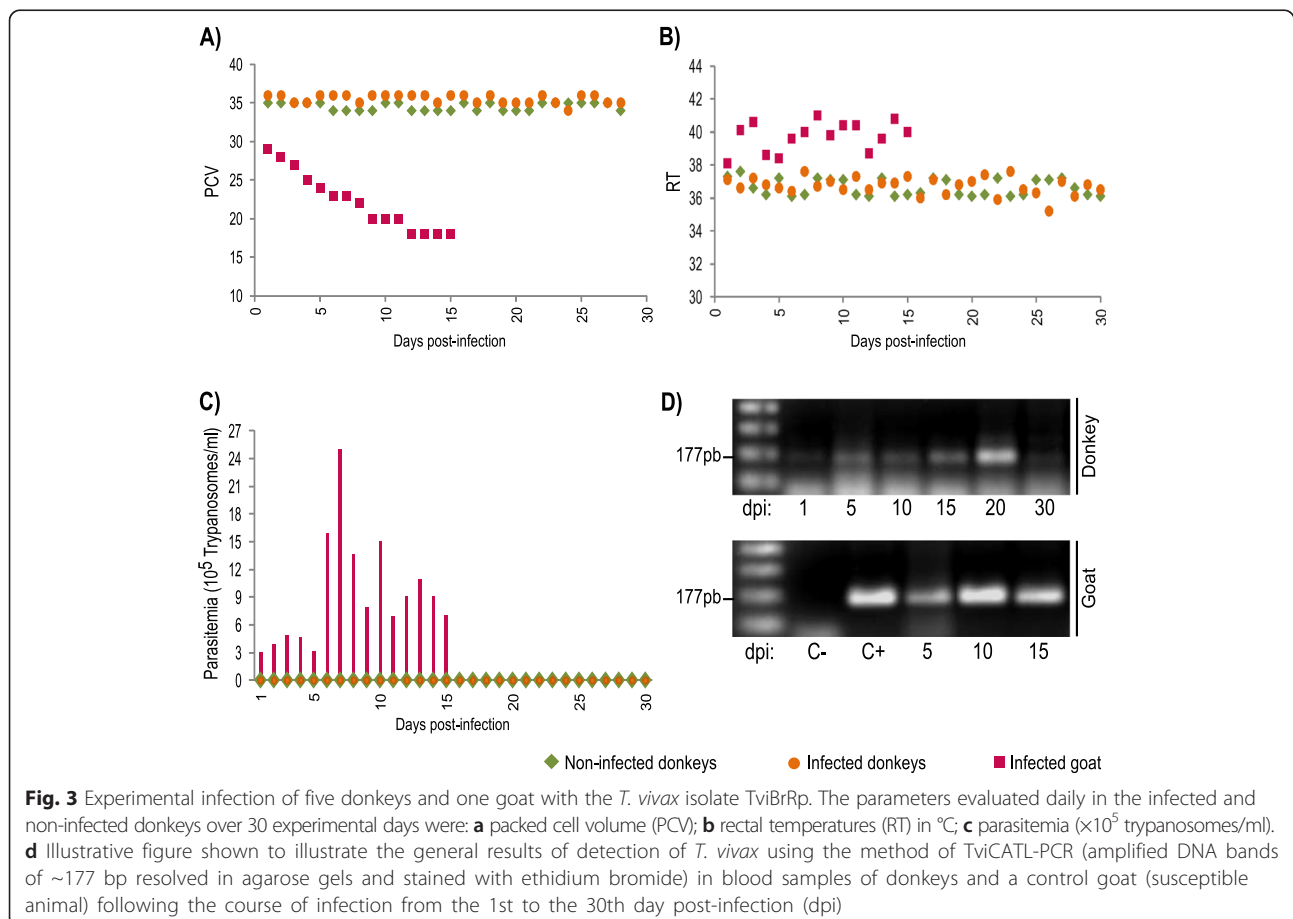 A)
40
35
30
25
20
15
10
PCV
0
5
10
15
20
25
30
Days post-infection
B)
44
42
40
38
36
34
32
30
RT
0
5
10
15
20
25
30
Days post-infection
C)
27
24
21
18
15
12
9
6
3
0
Parasitemia (10⁵ Trypanosomes/ml)
1
5
10
15
20
25
30
Days post-infection
D)
177pb
Donkey
dpi: 1 5 10 15 20 30
177pb
Goat
dpi: C- C+ 5 10 15
Non-infected donkeys Infected donkeys Infected goat
Fig. 3 Experimental infection of five donkeys and one goat with the T. vivax isolate TviBrRp. The parameters evaluated daily in the infected and
non-infected donkeys over 30 experimental days were: a packed cell volume (PCV); b rectal temperatures (RT) in °C; c parasitemia (×10⁵ trypanosomes/ml).
d Illustrative figure shown to illustrate the general results of detection of T. vivax using the method of TviCATL-PCR (amplified DNA bands
of ~177 bp resolved in agarose gels and stained with ethidium bromide) in blood samples of donkeys and a control goat (susceptible
animal) following the course of infection from the 1st to the 30th day post-infection (dpi)